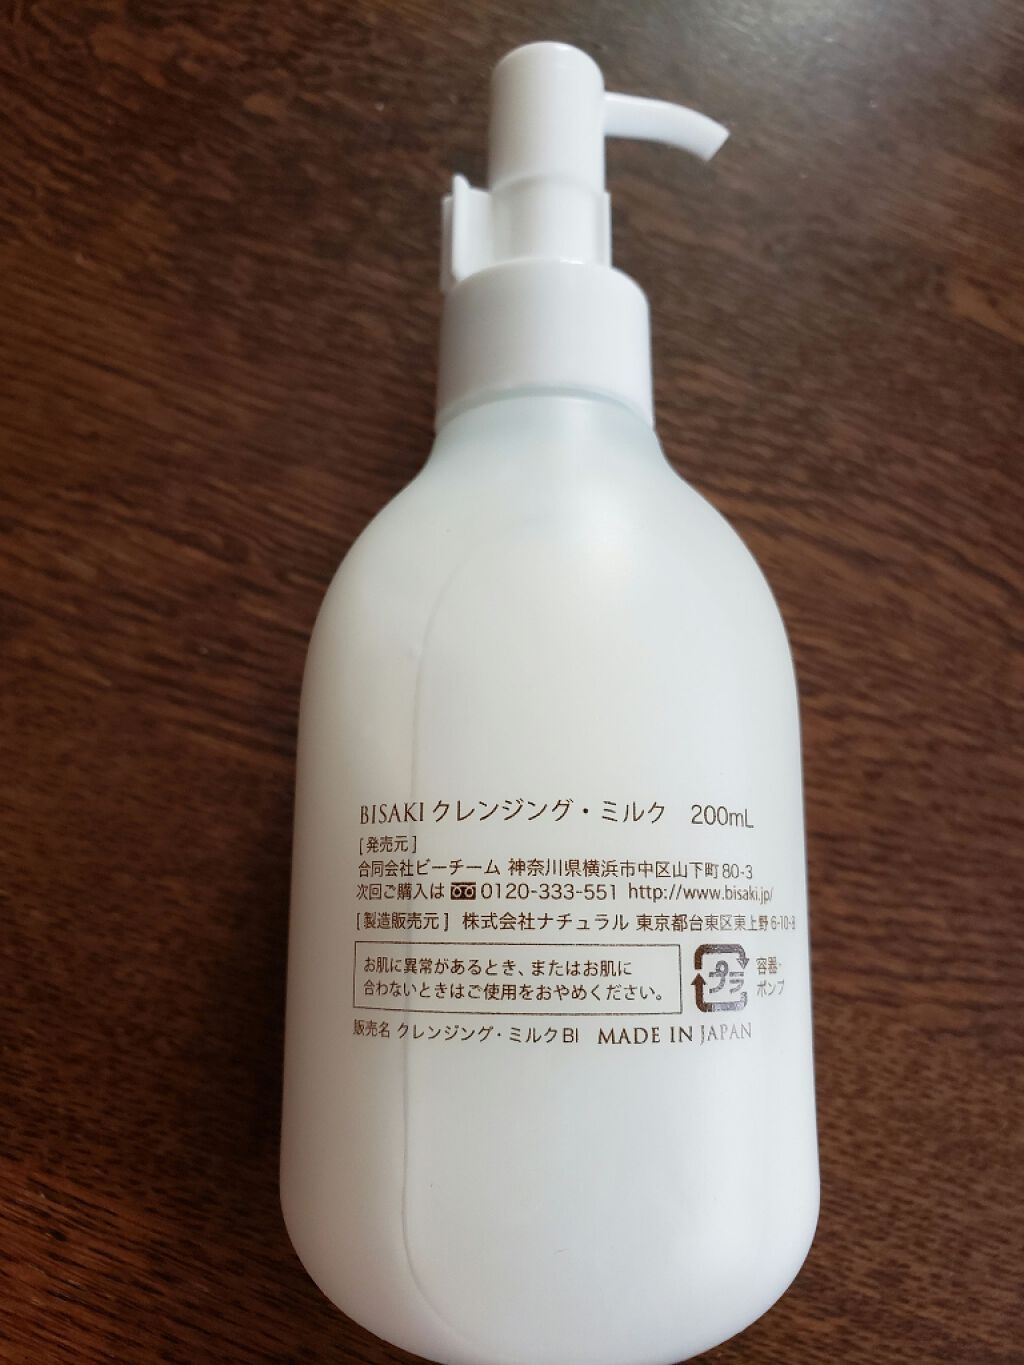 BISAKI クレンジング・ミルク 200mL
[発売元]
合同会社ビーチーム 神奈川県横浜市中区山下町80-3
次回ご購入は 0120-333-551 http://www.bisaki.jp/
[製造販売元] 株式会社ナチュラル 東京都台東区東上野6-10-8
お肌に異常があるとき、またはお肌に
合わないときはご使用をおやめください。
プラ
容器・
ポンプ
販売名 クレンジング・ミルクBI MADE IN JAPAN